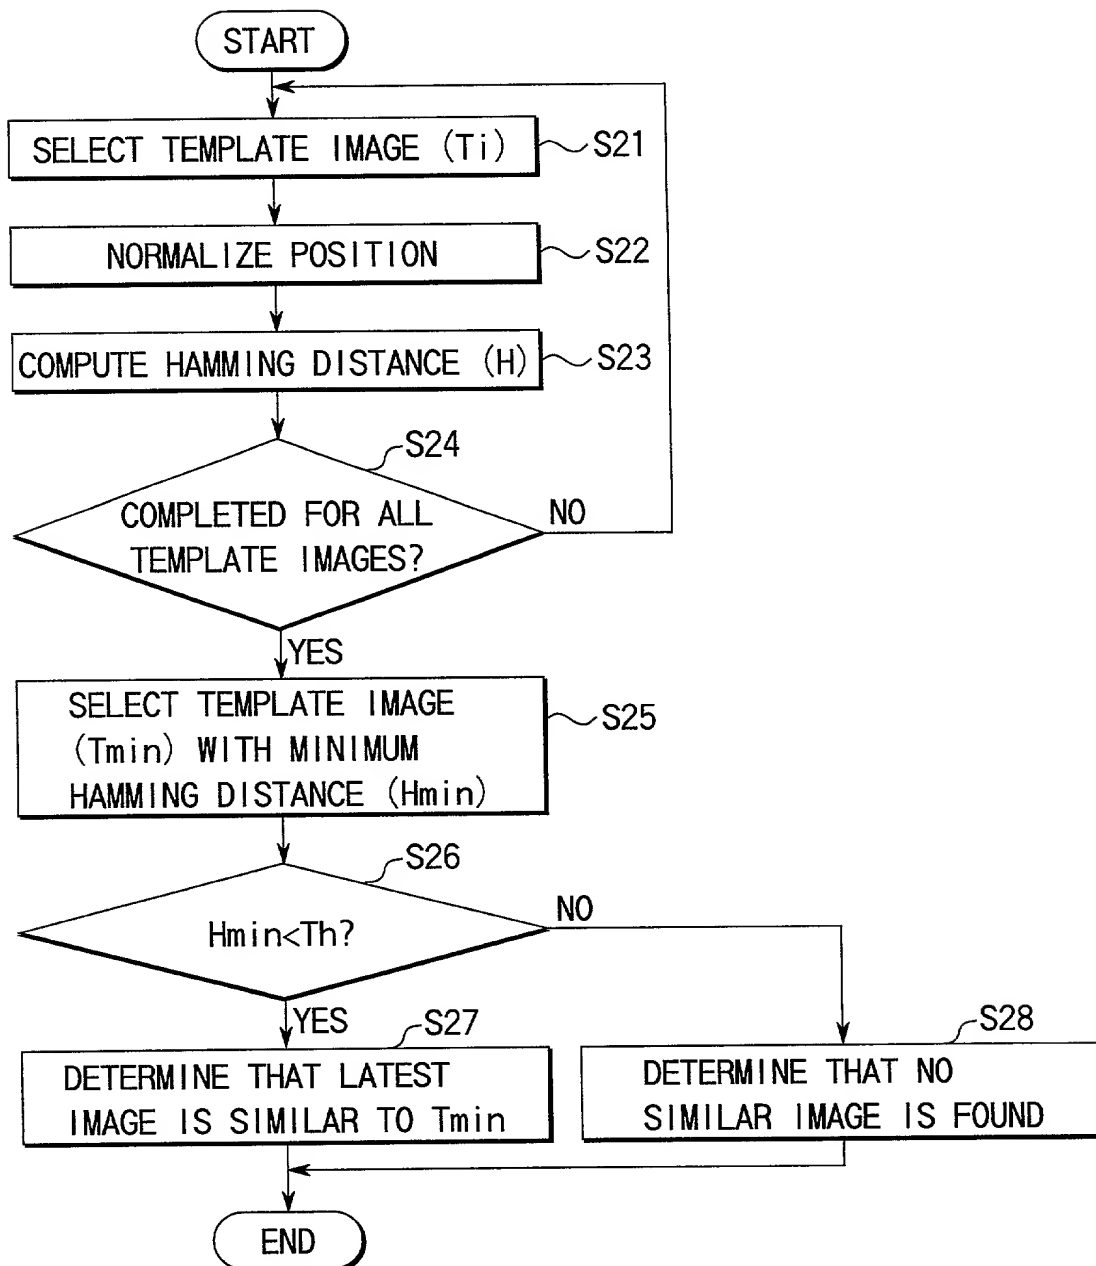 START
SELECT TEMPLATE IMAGE (Ti)
S21
NORMALIZE POSITION
S22
COMPUTE HAMMING DISTANCE (H)
S23
S24
COMPLETED FOR ALL
TEMPLATE IMAGES?
NO
YES
SELECT TEMPLATE IMAGE
(Tmin) WITH MINIMUM
HAMMING DISTANCE (Hmin)
S25
S26
Hmin<Th?
NO
YES
S27
DETERMINE THAT LATEST
IMAGE IS SIMILAR TO Tmin
S28
DETERMINE THAT NO
SIMILAR IMAGE IS FOUND
END